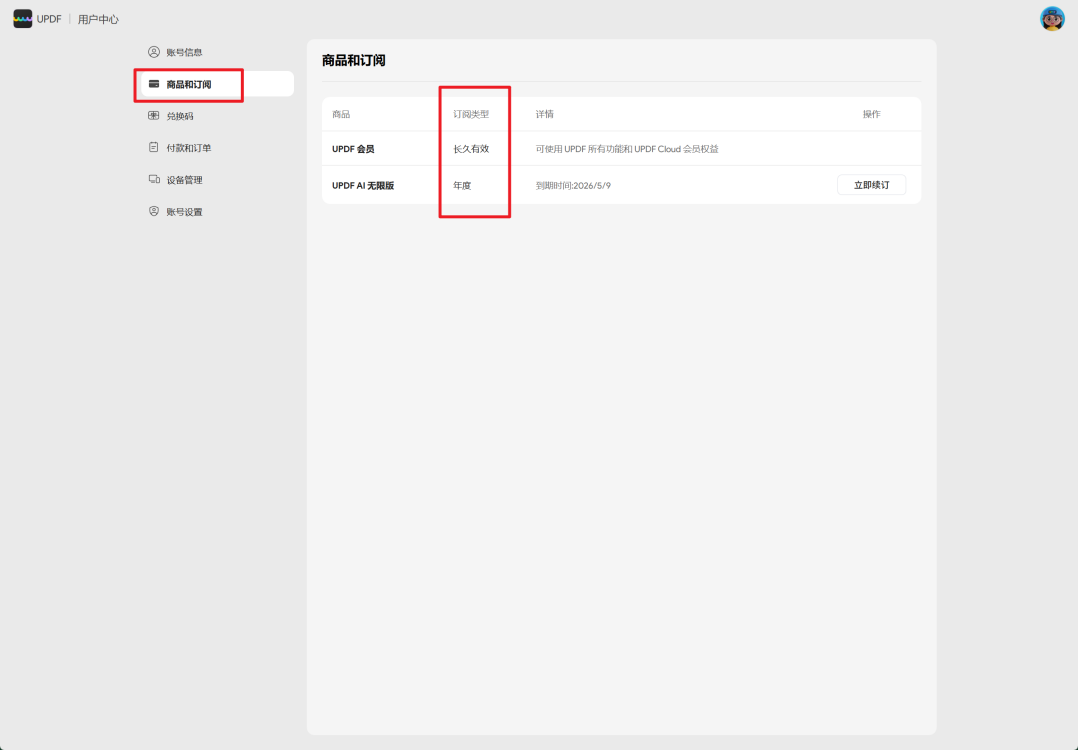 UPDF | 用户中心
账号信息
商品和订阅
兑换码
付款和订单
设备管理
账号设置
商品和订阅
商品 订阅类型 详情 操作
UPDF 会员 长久有效 可使用 UPDF 所有功能和 UPDF Cloud 会员权益
UPDF AI 无限版 年度 到期时间:2026/5/9 立即续订